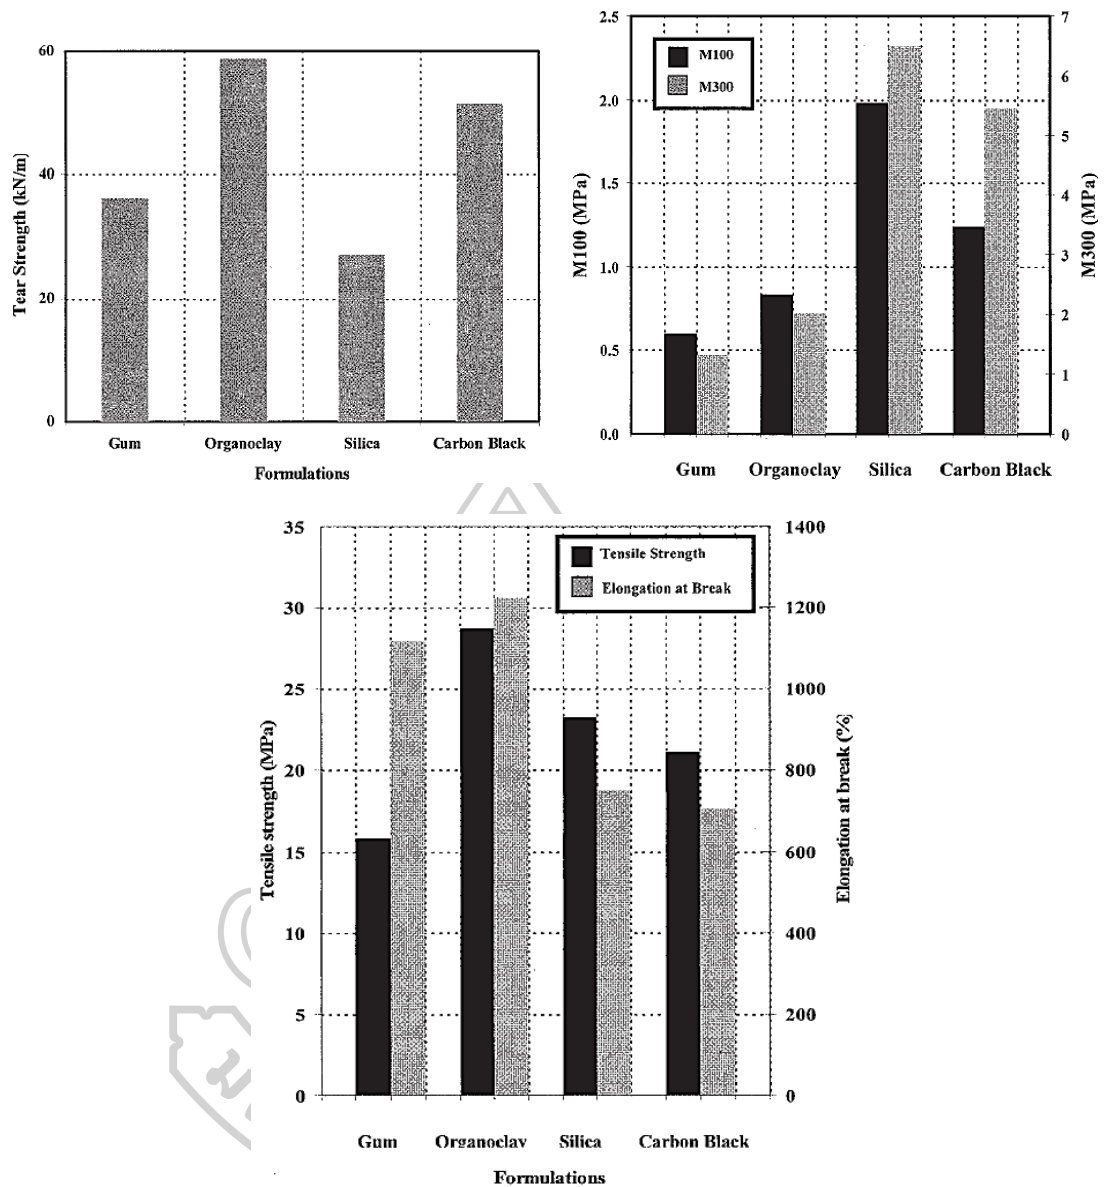 60
40
20
0
Tear Strength (kN/m)
Gum Organoclay Silica Carbon Black
Formulations
2.5
2.0
1.5
1.0
0.5
0.0
M100 (MPa)
M100
M300
7
6
5
4
3
2
1
0
M300 (MPa)
Gum Organoclay Silica Carbon Black
35
30
25
20
15
10
5
0
Tensile strength (MPa)
Tensile Strength
Elongation at Break
1400
1200
1000
800
600
400
200
0
Elongation at break (%)
Gum Organoclay Silica Carbon Black
Formulations